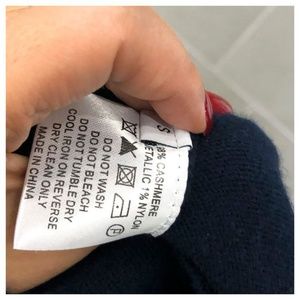 S
98% CASHMERE
METALLIC 1% NYLON
DO NOT WASH
DO NOT BLEACH
DO NOT TUMBLE DRY
COOL IRON ON REVERSE
DRY CLEAN ONLY
MADE IN CHINA